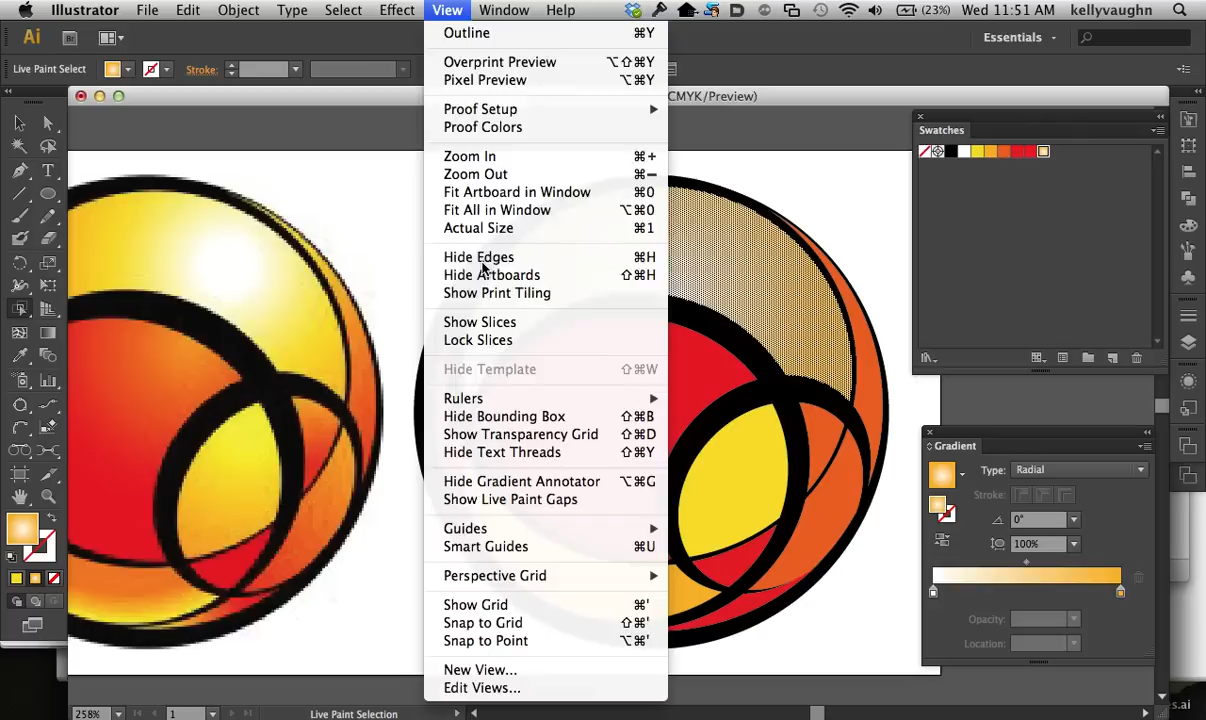 Illustrator File Edit Object Type Select Effect View Window Help (23%) Wed 11:51 AM kellyvaughn
Ai Br Essentials
Live Paint Select Stroke:
CMYK/Preview)
Outline ⌘Y
Overprint Preview ⌥⇧⌘Y
Pixel Preview ⌥⌘Y
Proof Setup
Proof Colors
Zoom In ⌘+
Zoom Out ⌘−
Fit Artboard in Window ⌘0
Fit All in Window ⌥⌘0
Actual Size ⌘1
Hide Edges ⌘H
Hide Artboards ⇧⌘H
Show Print Tiling
Show Slices
Lock Slices
Hide Template ⇧⌘W
Rulers
Hide Bounding Box ⇧⌘B
Show Transparency Grid ⇧⌘D
Hide Text Threads ⇧⌘Y
Hide Gradient Annotator ⌥⌘G
Show Live Paint Gaps
Guides
Smart Guides ⌘U
Perspective Grid
Show Grid ⌘'
Snap to Grid ⇧⌘'
Snap to Point ⌥⌘'
New View...
Edit Views...
Swatches
Gradient
Type: Radial
Stroke:
0°
100%
Opacity:
Location:
258% 1 Live Paint Selection
es.ai